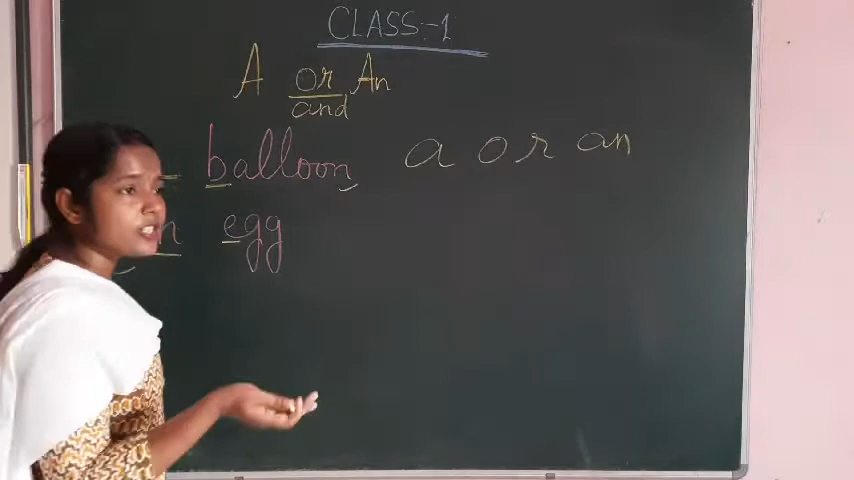 CLASS:-1
A or An
and
balloon a or an
egg